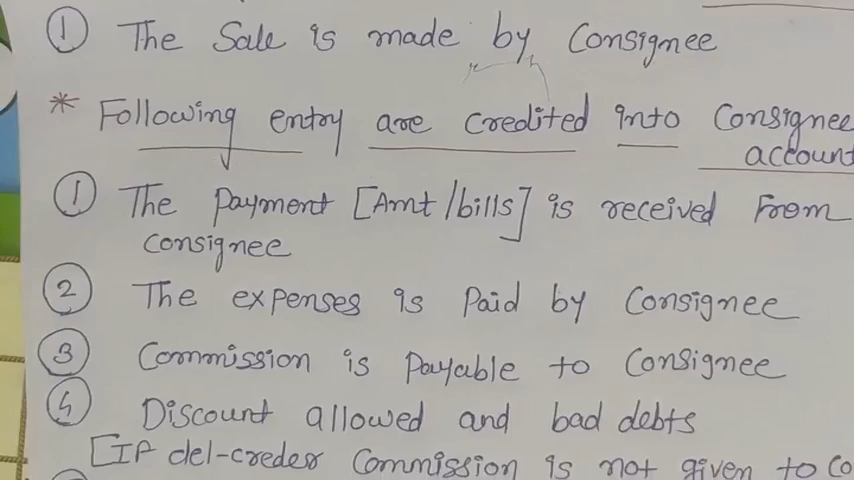 ① The Sale is made by Consignee
* Following entry are credited into Consignee
account
① The Payment [Amt/bills] is received From
consignee
② The expenses is Paid by Consignee
③ Commission is Payable to Consignee
④ Discount allowed and bad debts
[IF del-creder Commission is not given to Co